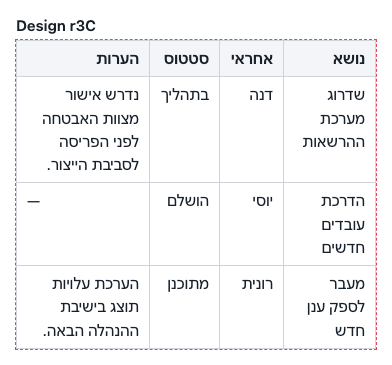 Design r3C
נושא אחראי סטטוס הערות
שדרוג דנה בתהליך נדרש אישור
מערכת מצוות האבטחה
ההרשאות לפני הפריסה
לסביבת הייצור.
הדרכת יוסי הושלם —
עובדים
חדשים
מעבר רונית מתוכנן הערכת עלויות
לספק ענן תוצג בישיבת
חדש ההנהלה הבאה.